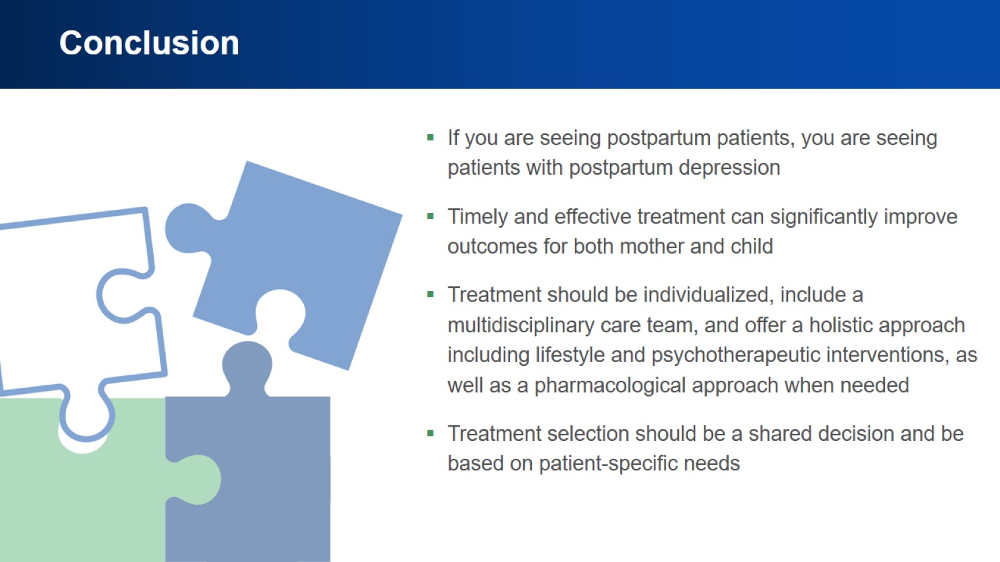 Conclusion
▪ If you are seeing postpartum patients, you are seeing
patients with postpartum depression
▪ Timely and effective treatment can significantly improve
outcomes for both mother and child
▪ Treatment should be individualized, include a
multidisciplinary care team, and offer a holistic approach
including lifestyle and psychotherapeutic interventions, as
well as a pharmacological approach when needed
▪ Treatment selection should be a shared decision and be
based on patient-specific needs